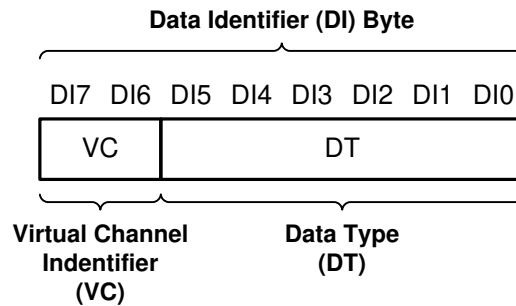 Data Identifier (DI) Byte
DI7 DI6 DI5 DI4 DI3 DI2 DI1 DI0
VC DT
Virtual Channel Data Type
Indentifier (DT)
(VC)